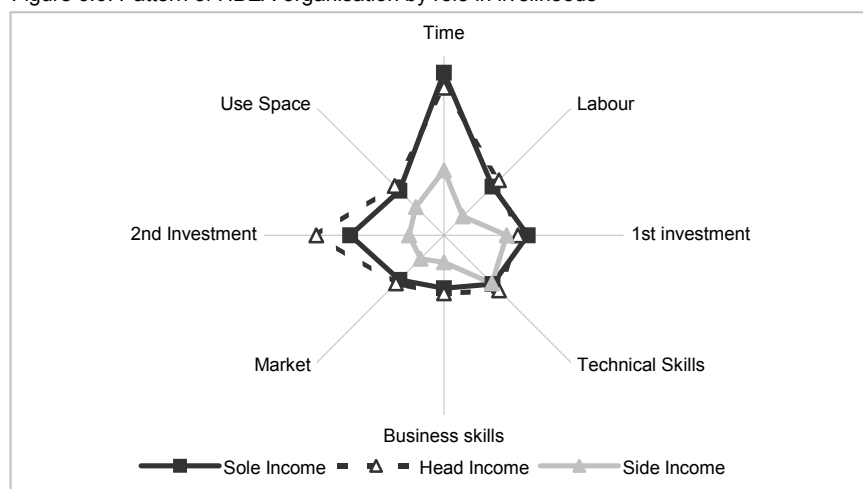 Time
Use Space
Labour
2nd Investment
1st investment
Market
Technical Skills
Business skills
Sole Income
Head Income
Side Income